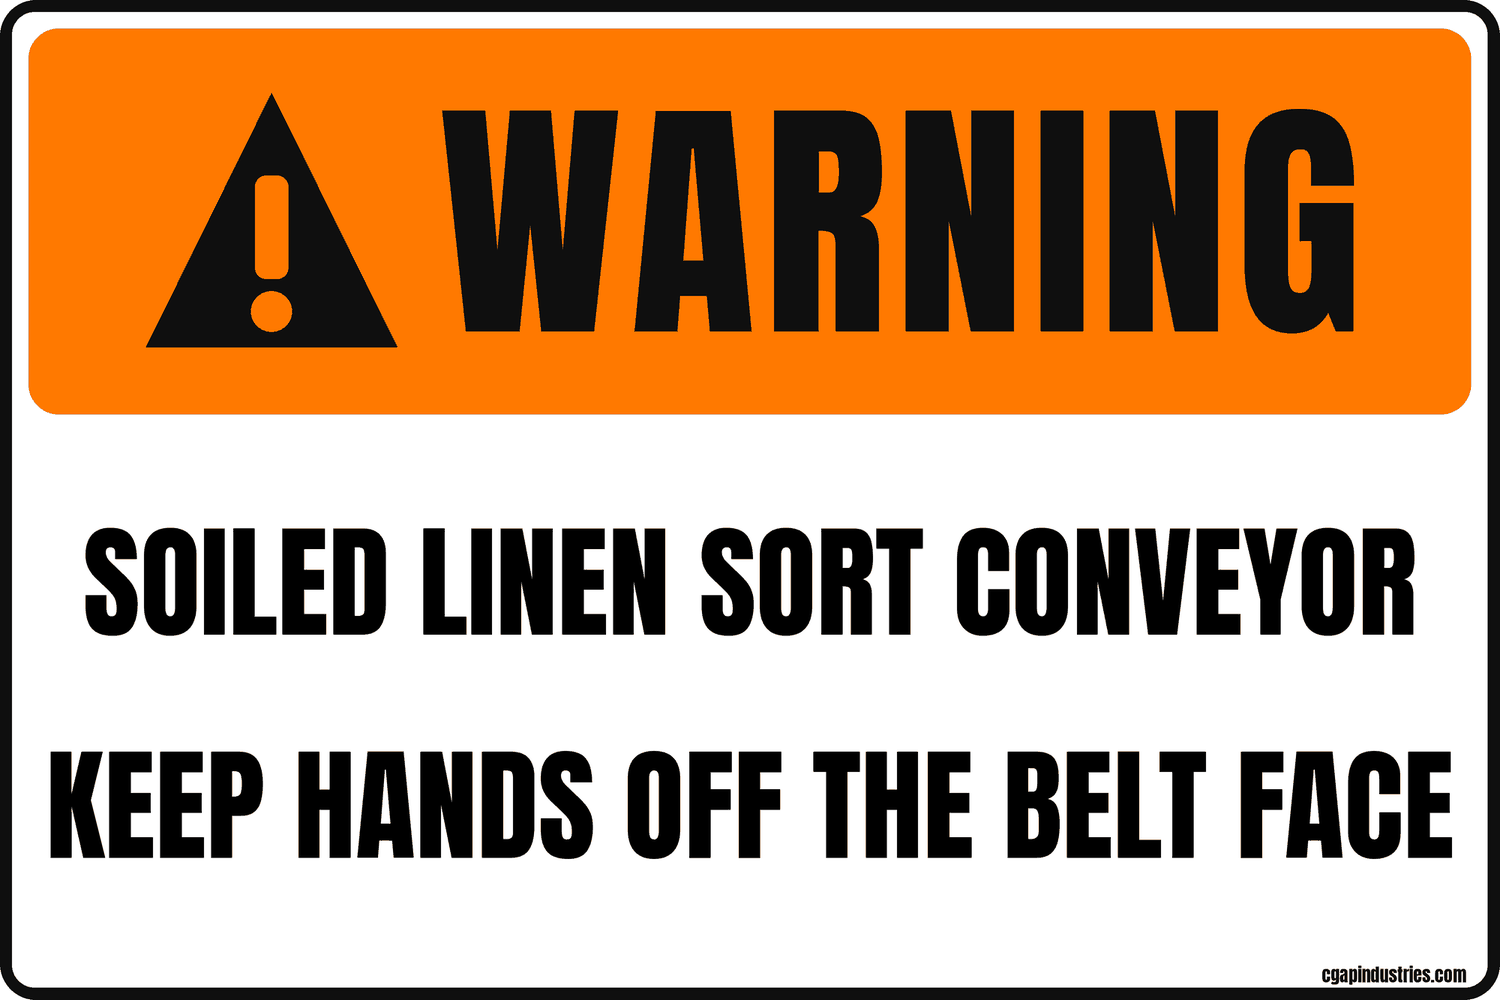 WARNING
SOILED LINEN SORT CONVEYOR
KEEP HANDS OFF THE BELT FACE
cgapindustries.com